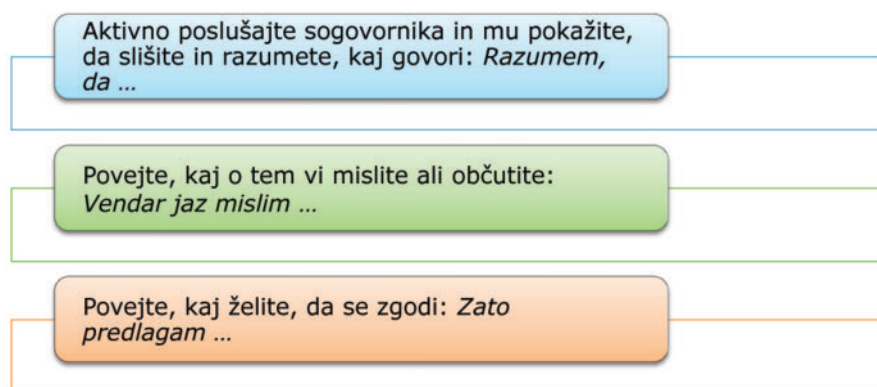 Aktivno poslušajte sogovornika in mu pokažite,
da slišite in razumete, kaj govori: Razumem,
da …
Povejte, kaj o tem vi mislite ali občutite:
Vendar jaz mislim …
Povejte, kaj želite, da se zgodi: Zato
predlagam …